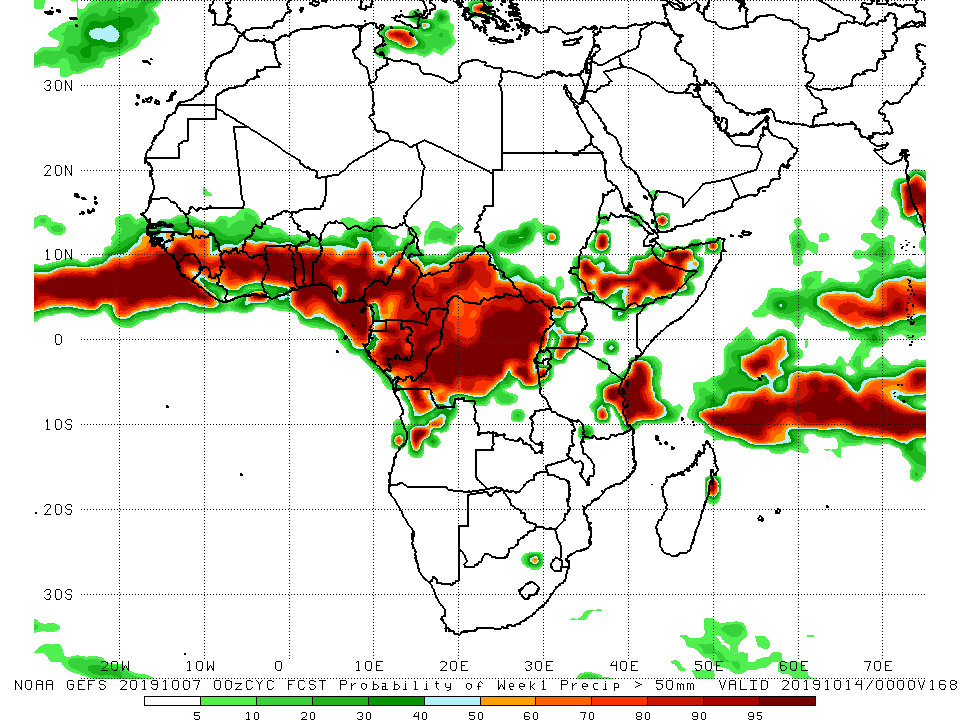 30N
20N
10N
0
10S
20S
30S
20W 10W 0 10E 20E 30E 40E 50E 60E 70E
NOAA GEFS 20191007 00zCYC FCST Probability of Week1 Precip > 50mm VALID 20191014/0000V168
5 10 20 30 40 50 60 70 80 90 95